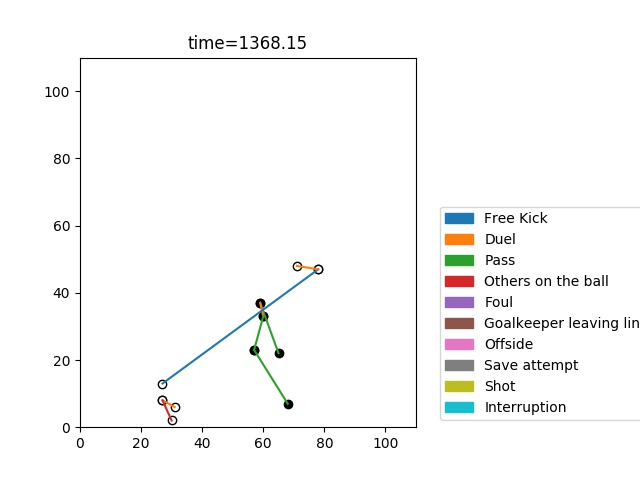 time=1368.15
100
80
60
40
20
0
0 20 40 60 80 100
Free Kick
Duel
Pass
Others on the ball
Foul
Goalkeeper leaving lin
Offside
Save attempt
Shot
Interruption